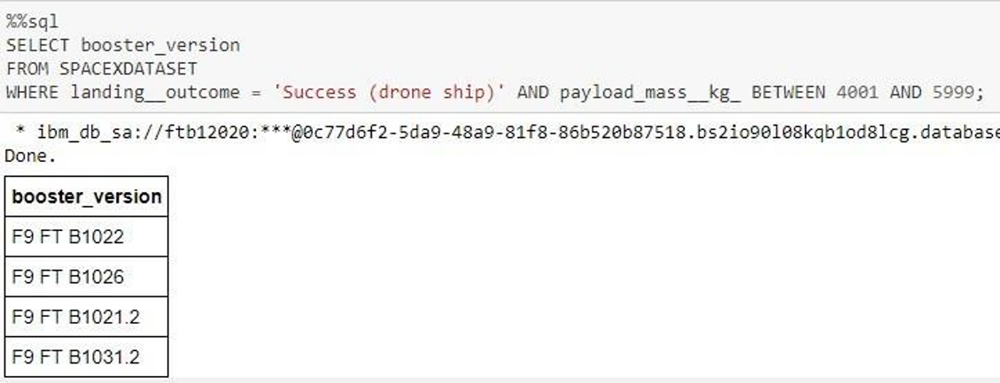 %%sql
SELECT booster_version
FROM SPACEXDATASET
WHERE landing__outcome = 'Success (drone ship)' AND payload_mass__kg_ BETWEEN 4001 AND 5999;
* ibm_db_sa://ftb12020:***@0c77d6f2-5da9-48a9-81f8-86b520b87518.bs2io90l08kqb1od8lcg.database
Done.
booster_version
F9 FT B1022
F9 FT B1026
F9 FT B1021.2
F9 FT B1031.2